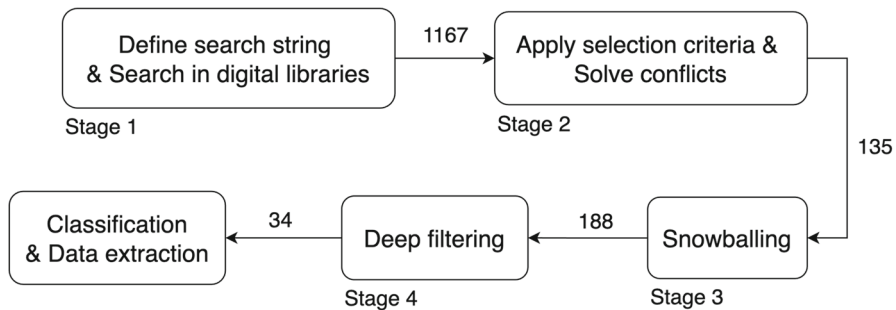 Define search string
& Search in digital libraries
Stage 1
1167
Apply selection criteria &
Solve conflicts
Stage 2
135
Snowballing
Stage 3
188
Deep filtering
Stage 4
34
Classification
& Data extraction